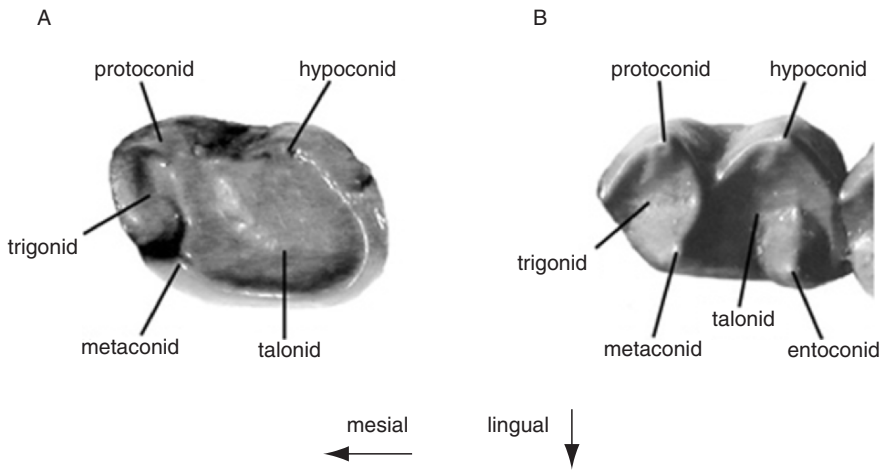 A
protoconid
hypoconid
trigonid
metaconid
talonid
B
protoconid
hypoconid
trigonid
talonid
metaconid
entoconid
mesial
lingual